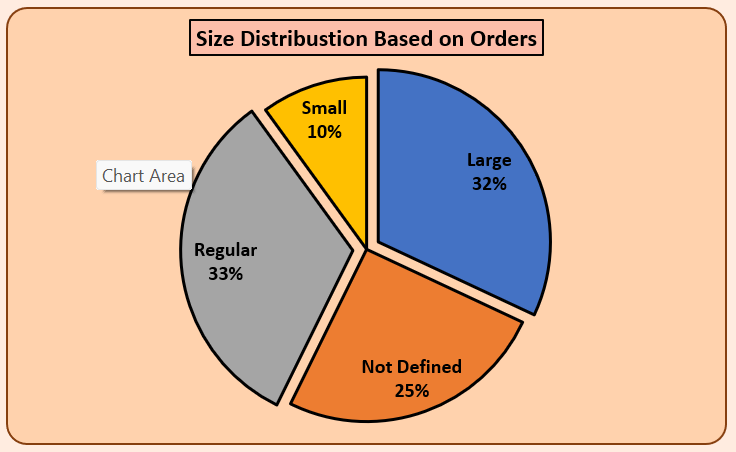 Size Distribustion Based on Orders
Small
10%
Large
32%
Chart Area
Regular
33%
Not Defined
25%